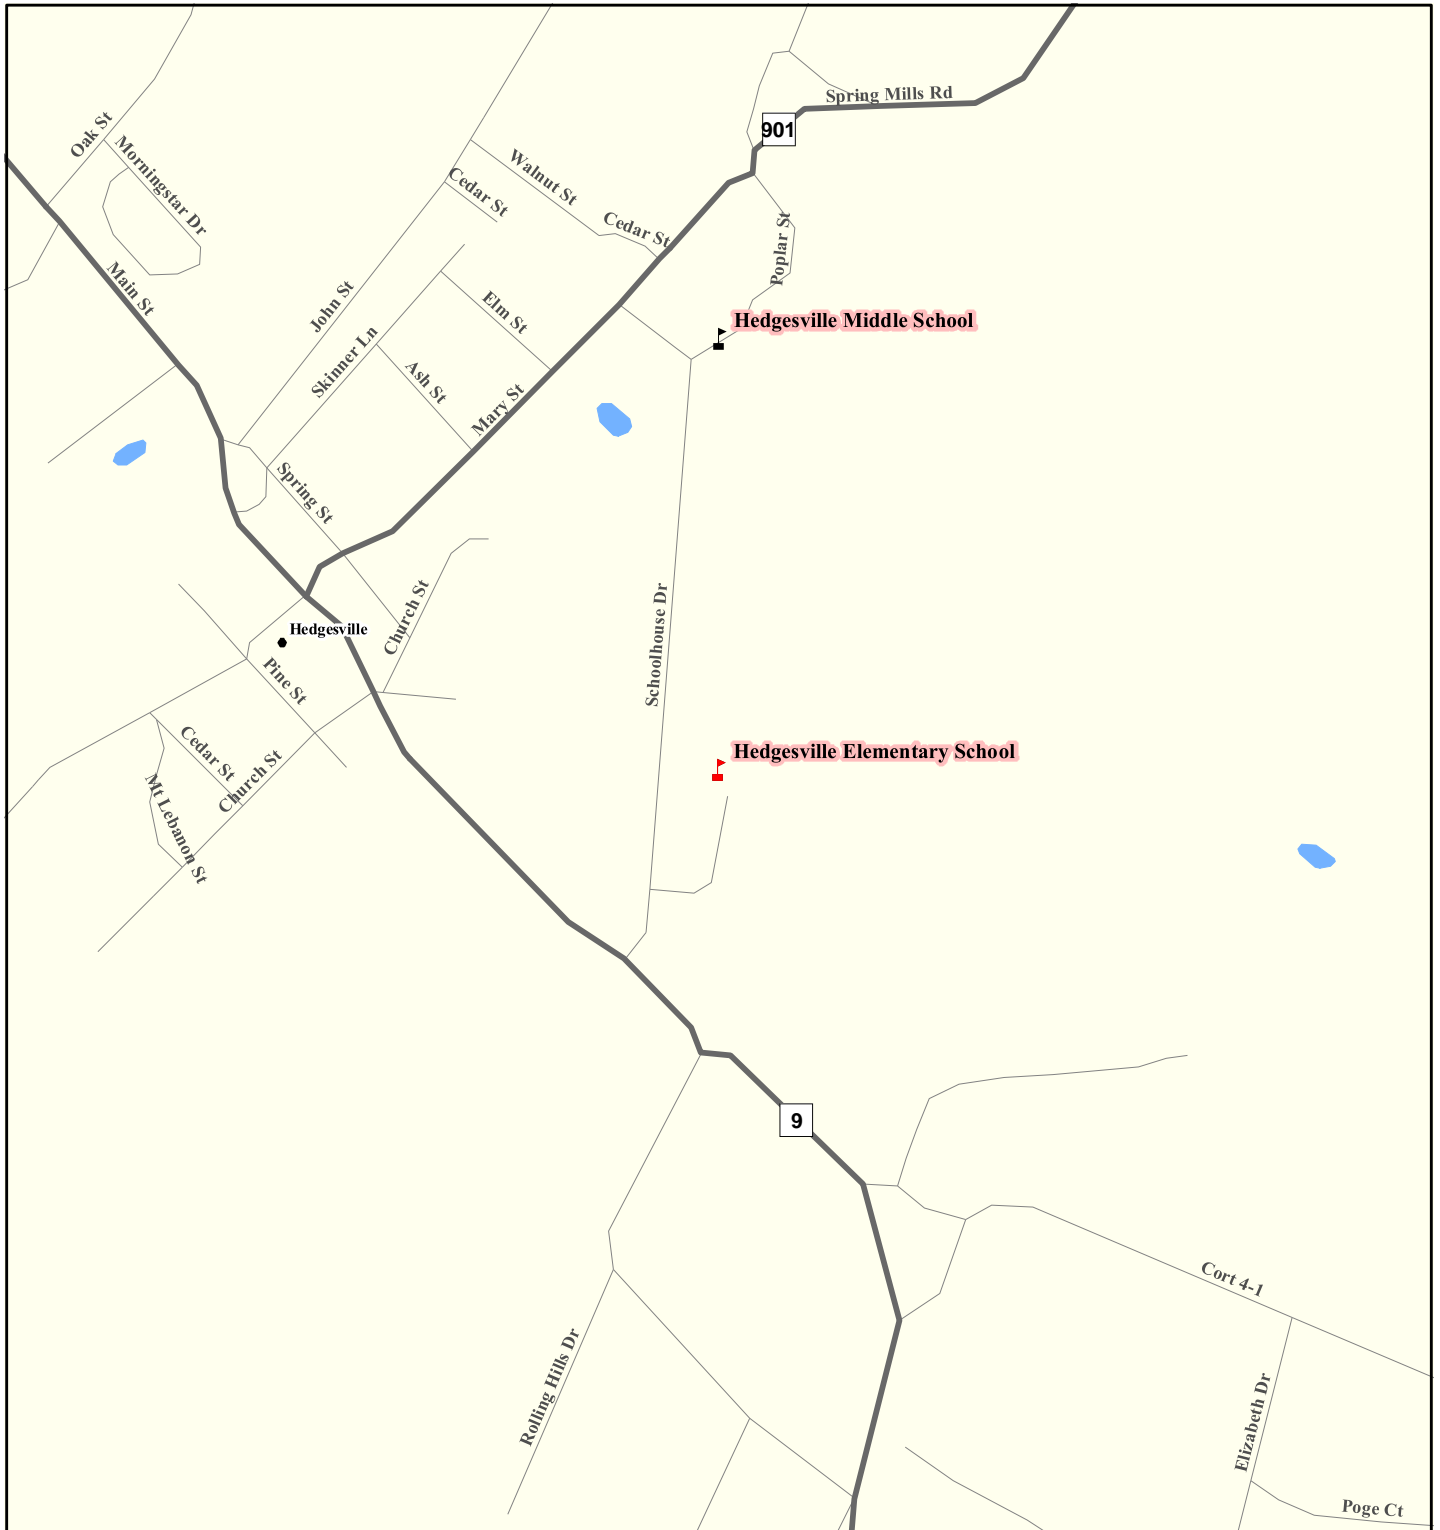 Spring Mills Rd
901
Oak St
Morningstar Dr
Walnut St
Cedar St
Cedar St
Poplar St
Main St
John St
Elm St
Hedgesville Middle School
Skinner Ln
Ash St
Mary St
Spring St
Church St
Schoolhouse Dr
Hedgesville
Pine St
Cedar St
Church St
Mt Lebanon St
Hedgesville Elementary School
9
Cort 4-1
Rolling Hills Dr
Elizabeth Dr
Poge Ct